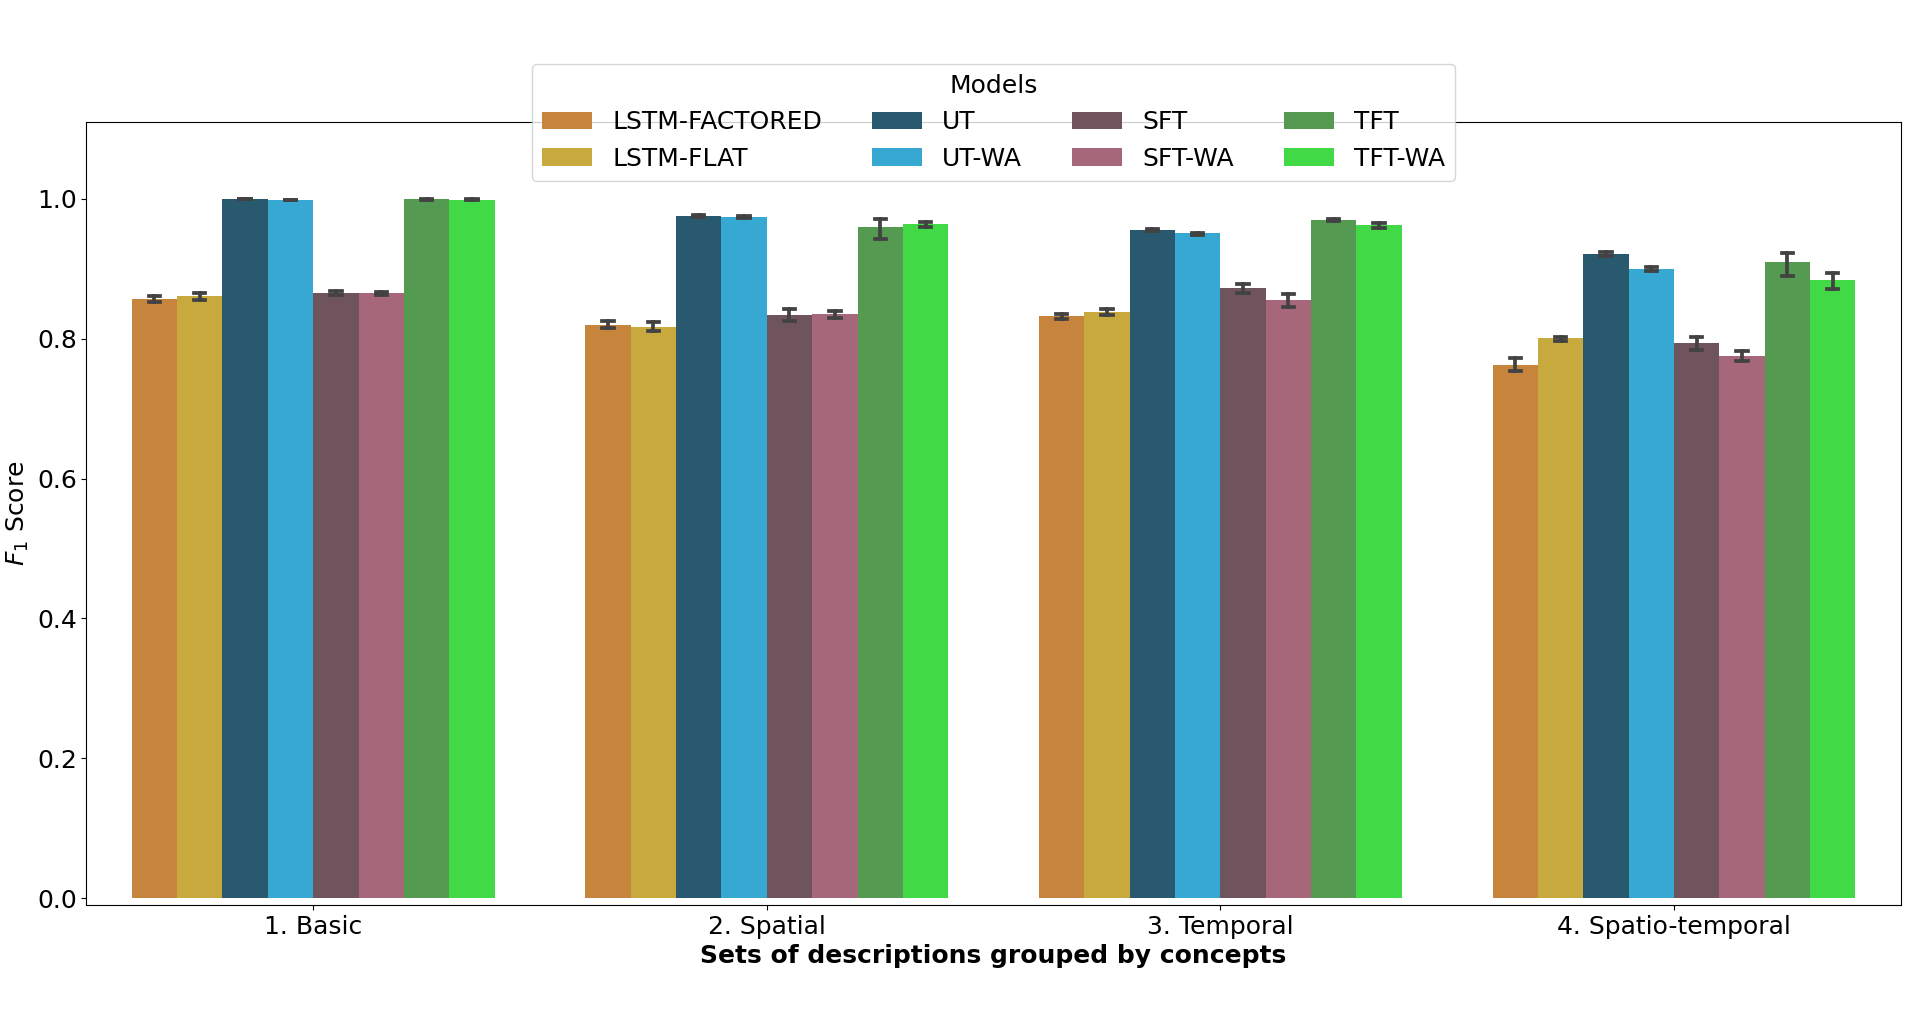 Models
LSTM-FACTORED UT SFT TFT
LSTM-FLAT UT-WA SFT-WA TFT-WA
1.0
0.8
0.6
0.4
0.2
0.0
F1 Score
1. Basic 2. Spatial 3. Temporal 4. Spatio-temporal
Sets of descriptions grouped by concepts